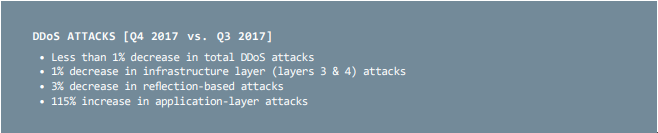 DDoS ATTACKS [Q4 2017 vs. Q3 2017]
• Less than 1% decrease in total DDoS attacks
• 1% decrease in infrastructure layer (layers 3 & 4) attacks
• 3% decrease in reflection-based attacks
• 115% increase in application-layer attacks